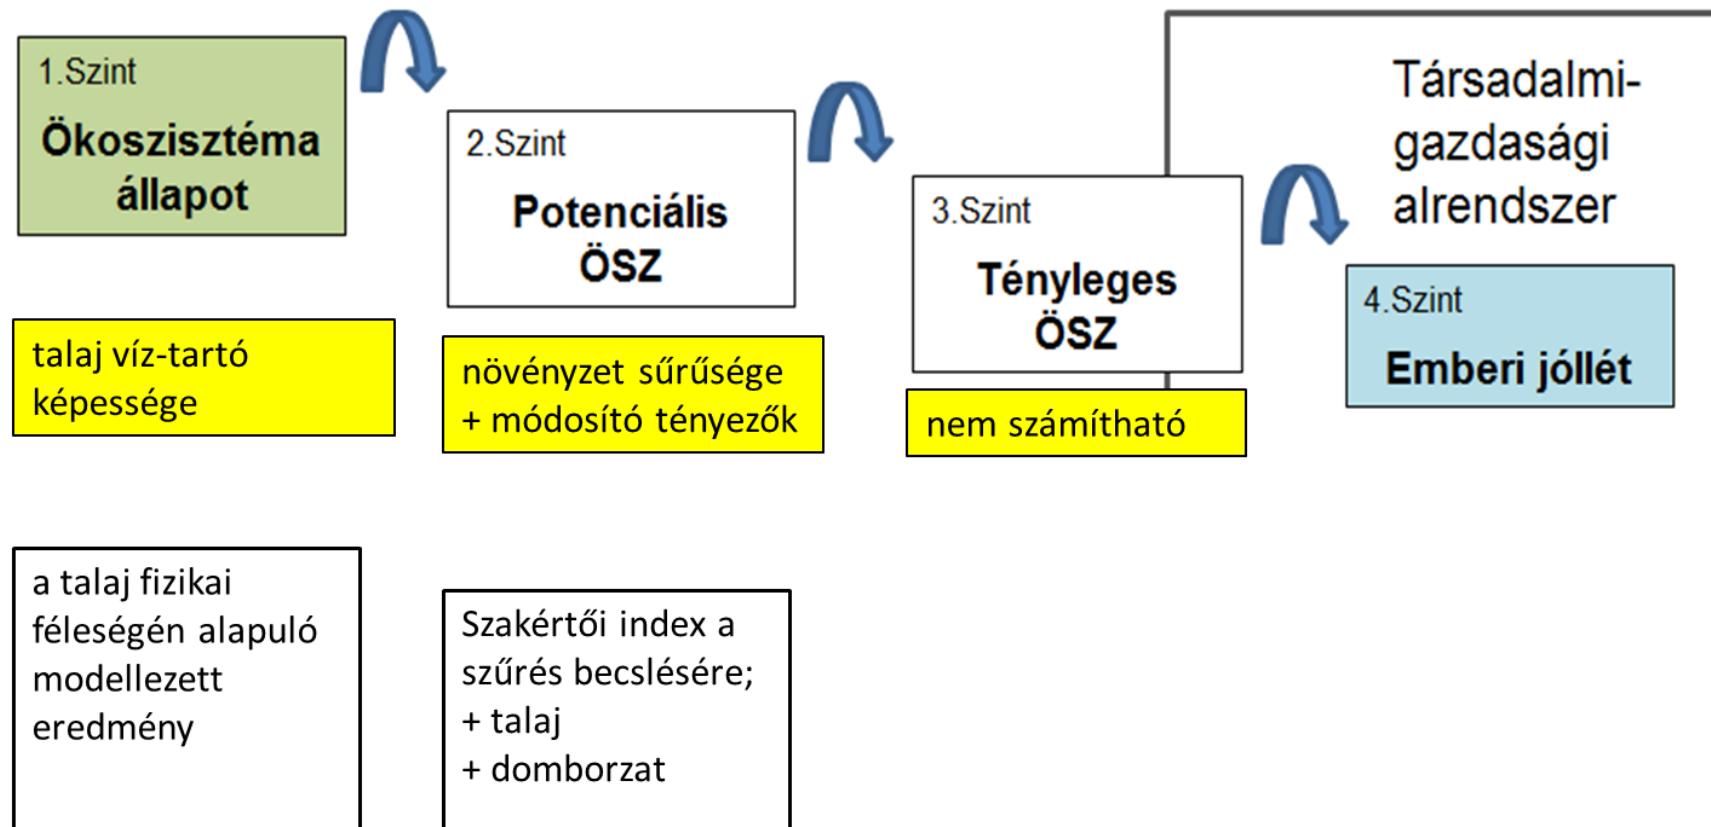 1.Szint
Ökoszisztéma
állapot
2.Szint
Potenciális
ÖSZ
3.Szint
Tényleges
ÖSZ
Társadalmi-
gazdasági
alrendszer
4.Szint
Emberi jóllét
talaj víz-tartó
képessége
növényzet sűrűsége
+ módosító tényezők
nem számítható
a talaj fizikai
féleségén alapuló
modellezett
eredmény
Szakértői index a
szűrés becslésére;
+ talaj
+ domborzat